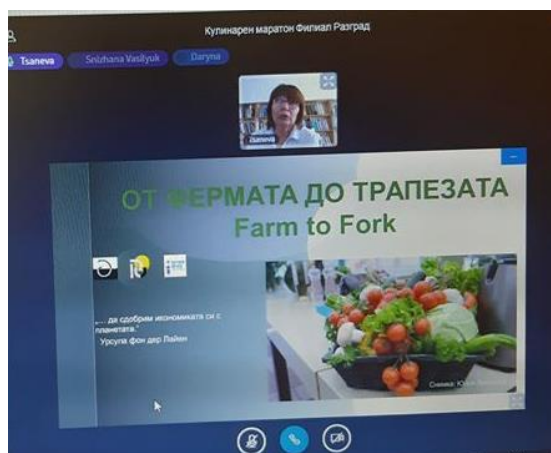 Кулинарен маратон Филиал Разград
Tsaneva
Snizhana Vasilyuk
Daryna
Tsaneva
ОТ ФЕРМАТА ДО ТРАПЕЗАТА
Farm to Fork
„... да сдобрим икономиката си с
планетата."
Урсула фон дер Лайен
Снимка: